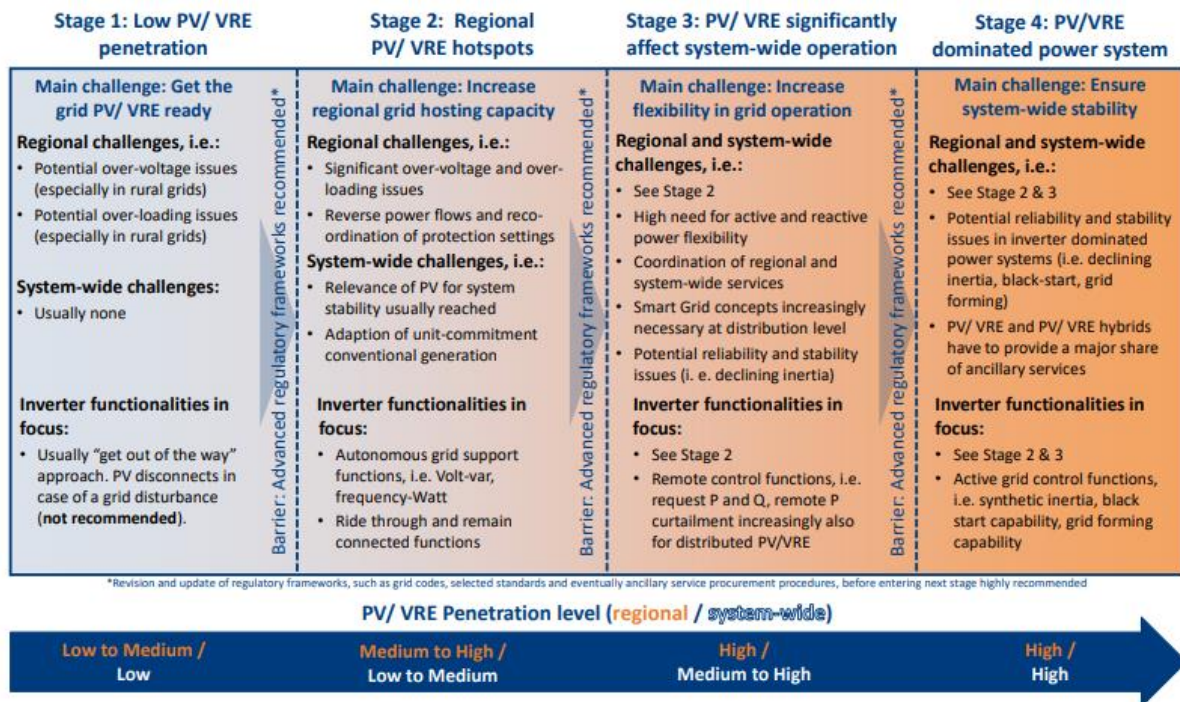 Stage 1: Low PV/ VRE
penetration
Stage 2:  Regional
PV/ VRE hotspots
Stage 3: PV/ VRE significantly
affect system-wide operation
Stage 4: PV/VRE
dominated power system
Main challenge: Get the
grid PV/ VRE ready
Regional challenges, i.e.:
• Potential over-voltage issues
(especially in rural grids)
• Potential over-loading issues
(especially in rural grids)
System-wide challenges:
• Usually none
Inverter functionalities in
focus:
• Usually “get out of the way”
approach. PV disconnects in
case of a grid disturbance
(not recommended).
Barrier: Advanced regulatory frameworks recommended*
Main challenge: Increase
regional grid hosting capacity
Regional challenges, i.e.:
• Significant over-voltage and over-
loading issues
• Reverse power flows and reco-
ordination of protection settings
System-wide challenges, i.e.:
• Relevance of PV for system
stability usually reached
• Adaption of unit-commitment
conventional generation
Inverter functionalities in
focus:
• Autonomous grid support
functions, i.e. Volt-var,
frequency-Watt
• Ride through and remain
connected functions
Barrier: Advanced regulatory frameworks recommended*
Main challenge: Increase
flexibility in grid operation
Regional and system-wide
challenges, i.e.:
• See Stage 2
• High need for active and reactive
power flexibility
• Coordination of regional and
system-wide services
• Smart Grid concepts increasingly
necessary at distribution level
• Potential reliability and stability
issues (i. e. declining inertia)
Inverter functionalities in
focus:
• See Stage 2
• Remote control functions, i.e.
request P and Q, remote P
curtailment increasingly also
for distributed PV/VRE
Barrier: Advanced regulatory frameworks recommended*
Main challenge: Ensure
system-wide stability
Regional and system-wide
challenges, i.e.:
• See Stage 2 & 3
• Potential reliability and stability
issues in inverter dominated
power systems (i.e. declining
inertia, black-start, grid
forming)
• PV/ VRE and PV/ VRE hybrids
have to provide a major share
of ancillary services
Inverter functionalities in
focus:
• See Stage 2 & 3
• Active grid control functions,
i.e. synthetic inertia, black
start capability, grid forming
capability
*Revision and update of regulatory frameworks, such as grid codes, selected standards and eventually ancillary service procurement procedures, before entering next stage highly recommended
PV/ VRE Penetration level (regional / system-wide)
Low to Medium /
Low
Medium to High /
Low to Medium
High /
Medium to High
High /
High